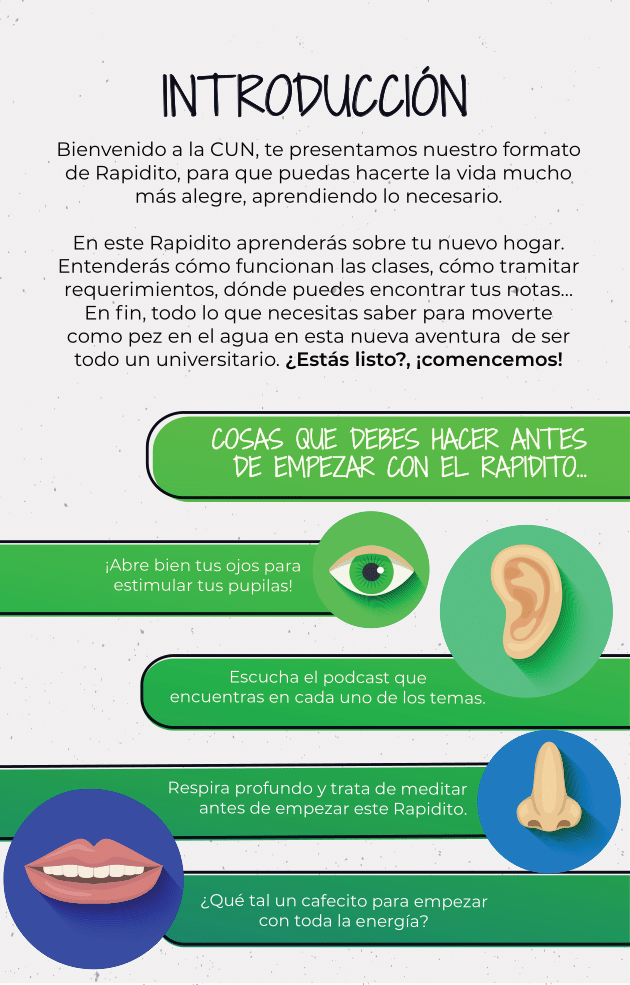 INTRODUCCIÓN
Bienvenido a la CUN, te presentamos nuestro formato
de Rapidito, para que puedas hacerte la vida mucho
más alegre, aprendiendo lo necesario.
En este Rapidito aprenderás sobre tu nuevo hogar.
Entenderás cómo funcionan las clases, cómo tramitar
requerimientos, dónde puedes encontrar tus notas...
En fin, todo lo que necesitas saber para moverte
como pez en el agua en esta nueva aventura de ser
todo un universitario. ¿Estás listo?, ¡comencemos!
COSAS QUE DEBES HACER ANTES
DE EMPEZAR CON EL RAPIDITO...
¡Abre bien tus ojos para
estimular tus pupilas!
Escucha el podcast que
encuentras en cada uno de los temas.
Respira profundo y trata de meditar
antes de empezar este Rapidito.
¿Qué tal un cafecito para empezar
con toda la energía?